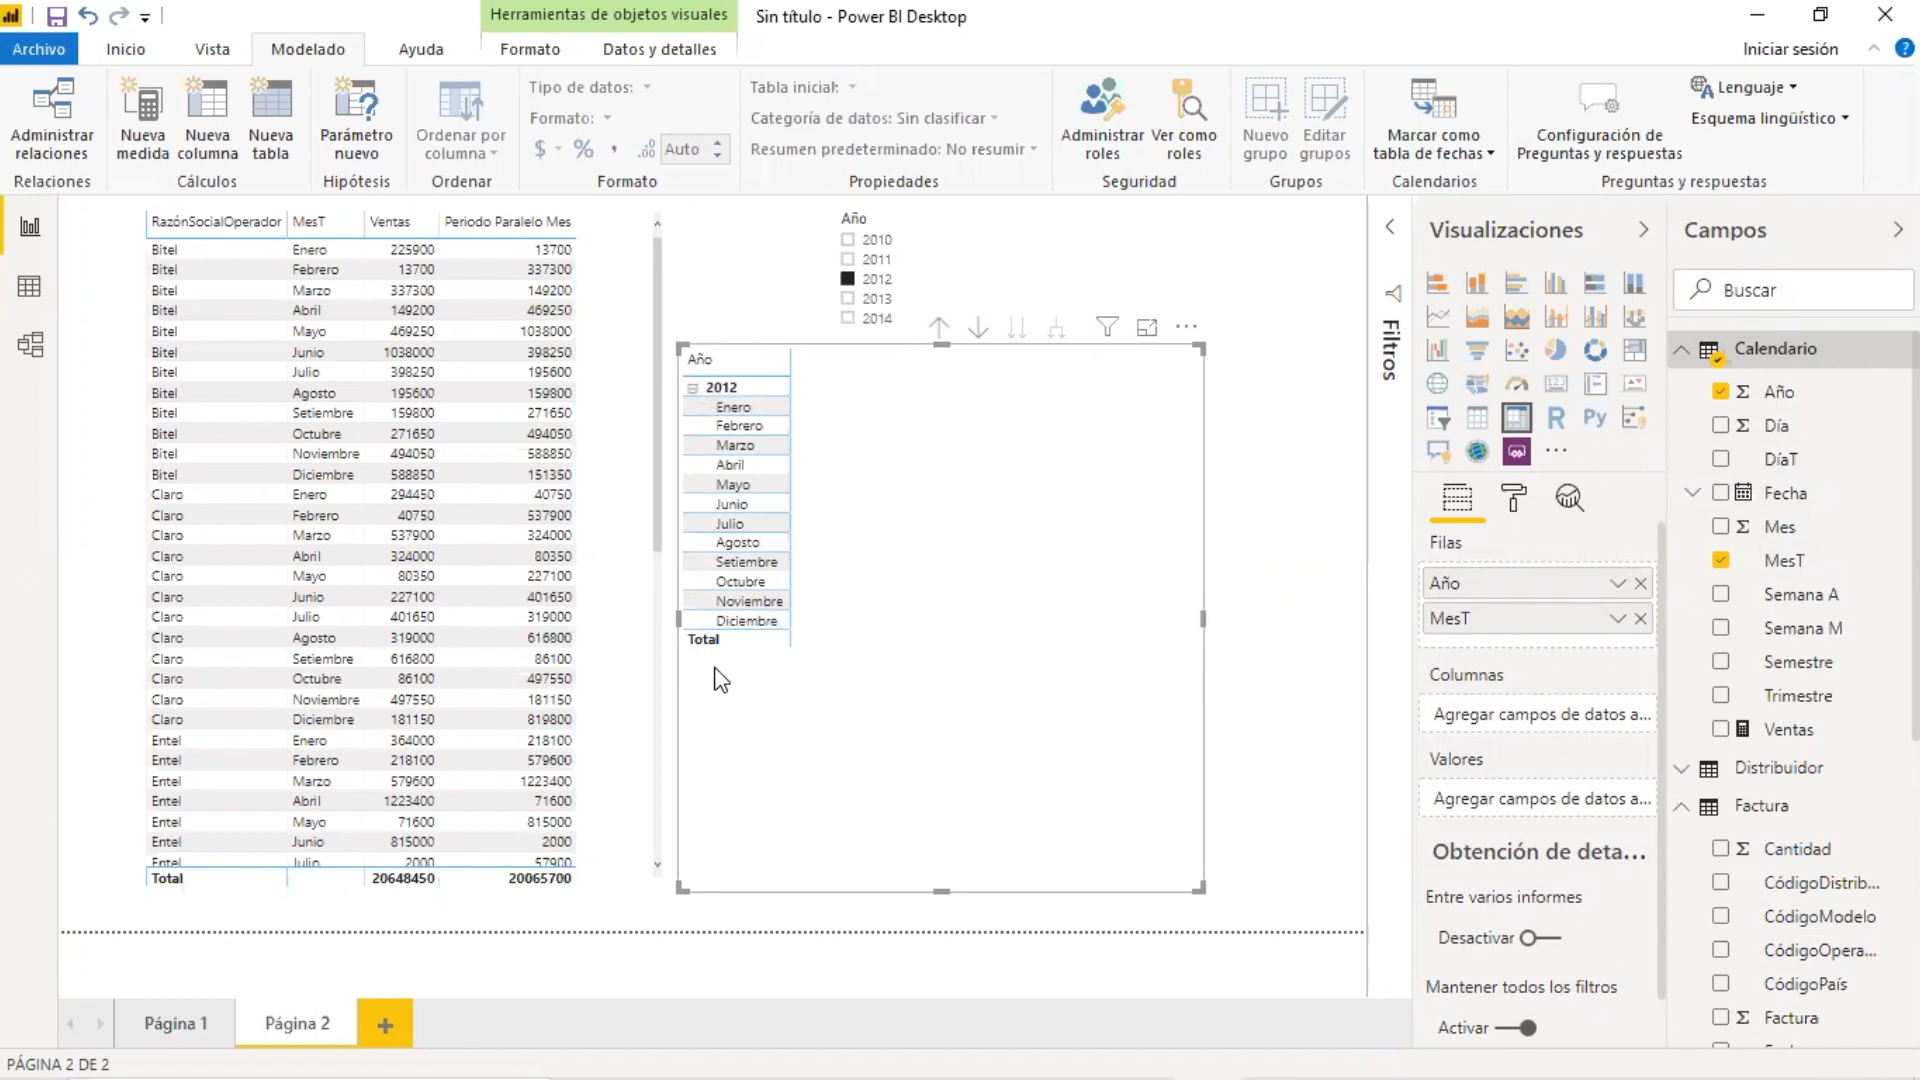 Herramientas de objetos visuales
Sin título - Power BI Desktop
Archivo
Inicio
Vista
Modelado
Ayuda
Formato
Datos y detalles
Iniciar sesión
Administrar relaciones
Nueva medida
Nueva columna
Nueva tabla
Parámetro nuevo
Ordenar por columna
Tipo de datos:
Formato:
$ % , Auto
Tabla inicial:
Categoría de datos: Sin clasificar
Resumen predeterminado: No resumir
Administrar roles
Ver como roles
Nuevo grupo
Editar grupos
Marcar como tabla de fechas
Configuración de Preguntas y respuestas
Lenguaje
Esquema lingüístico
Relaciones
Cálculos
Hipótesis
Ordenar
Formato
Propiedades
Seguridad
Grupos
Calendarios
Preguntas y respuestas
RazónSocialOperador MesT Ventas Periodo Paralelo Mes
Bitel Enero 225900 13700
Bitel Febrero 13700 337300
Bitel Marzo 337300 149200
Bitel Abril 149200 469250
Bitel Mayo 469250 1038000
Bitel Junio 1038000 398250
Bitel Julio 398250 195600
Bitel Agosto 195600 159800
Bitel Setiembre 159800 271650
Bitel Octubre 271650 494050
Bitel Noviembre 494050 588850
Bitel Diciembre 588850 151350
Claro Enero 294450 40750
Claro Febrero 40750 537900
Claro Marzo 537900 324000
Claro Abril 324000 80350
Claro Mayo 80350 227100
Claro Junio 227100 401650
Claro Julio 401650 319000
Claro Agosto 319000 616800
Claro Setiembre 616800 86100
Claro Octubre 86100 497550
Claro Noviembre 497550 181150
Claro Diciembre 181150 819800
Entel Enero 364000 218100
Entel Febrero 218100 579600
Entel Marzo 579600 1223400
Entel Abril 1223400 71600
Entel Mayo 71600 815000
Entel Junio 815000 2000
Entel Julio 2000 57900
Total 20648450 20065700
Año
2010
2011
2012
2013
2014
Año
2012
Enero
Febrero
Marzo
Abril
Mayo
Junio
Julio
Agosto
Setiembre
Octubre
Noviembre
Diciembre
Total
Filtros
Visualizaciones
R
Py
Filas
Año
MesT
Columnas
Agregar campos de datos a...
Valores
Agregar campos de datos a...
Obtención de deta...
Entre varios informes
Desactivar
Mantener todos los filtros
Activar
Campos
Buscar
Calendario
Año
Día
DíaT
Fecha
Mes
MesT
Semana A
Semana M
Semestre
Trimestre
Ventas
Distribuidor
Factura
Cantidad
CódigoDistrib...
CódigoModelo
CódigoOpera...
CódigoPaís
Factura
Página 1
Página 2
PÁGINA 2 DE 2